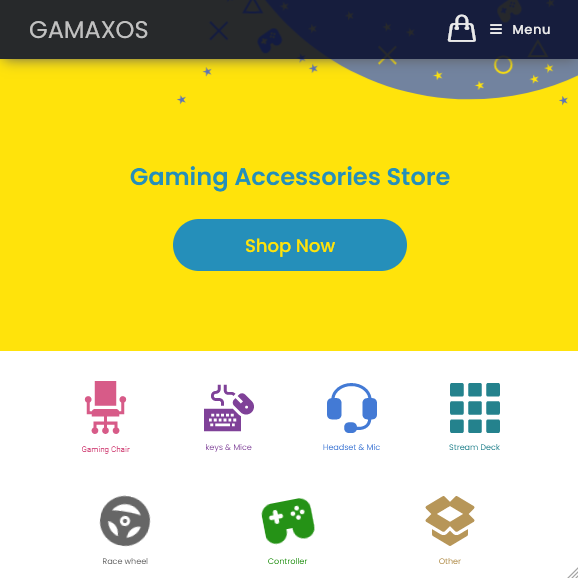 GAMAXOS
Menu
Gaming Accessories Store
Shop Now
Gaming Chair
keys & Mice
Headset & Mic
Stream Deck
Race wheel
Controller
Other